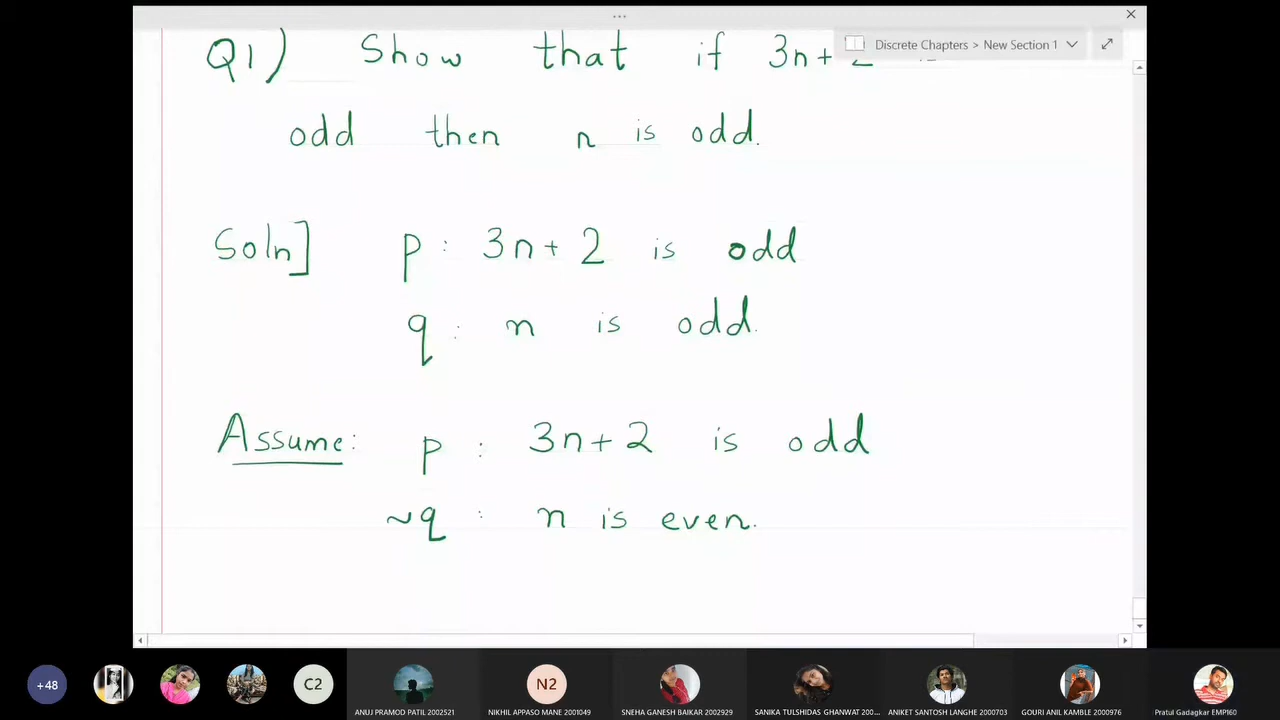 Discrete Chapters > New Section 1
Q1) Show that if 3n+
odd then n is odd.
Soln] p : 3n+2 is odd
q : n is odd.
Assume: p : 3n+2 is odd
~q : n is even.
+48
C2
N2
ANUJ PRAMOD PATIL 2002521
NIKHIL APPASO MANE 2001049
SNEHA GANESH BAIKAR 2002929
SANIKA TULSHIDAS GHANWAT 200...
ANIKET SANTOSH LANGHE 2000703
GOURI ANIL KAMBLE 2000976
Pratul Gadagkar EMP160